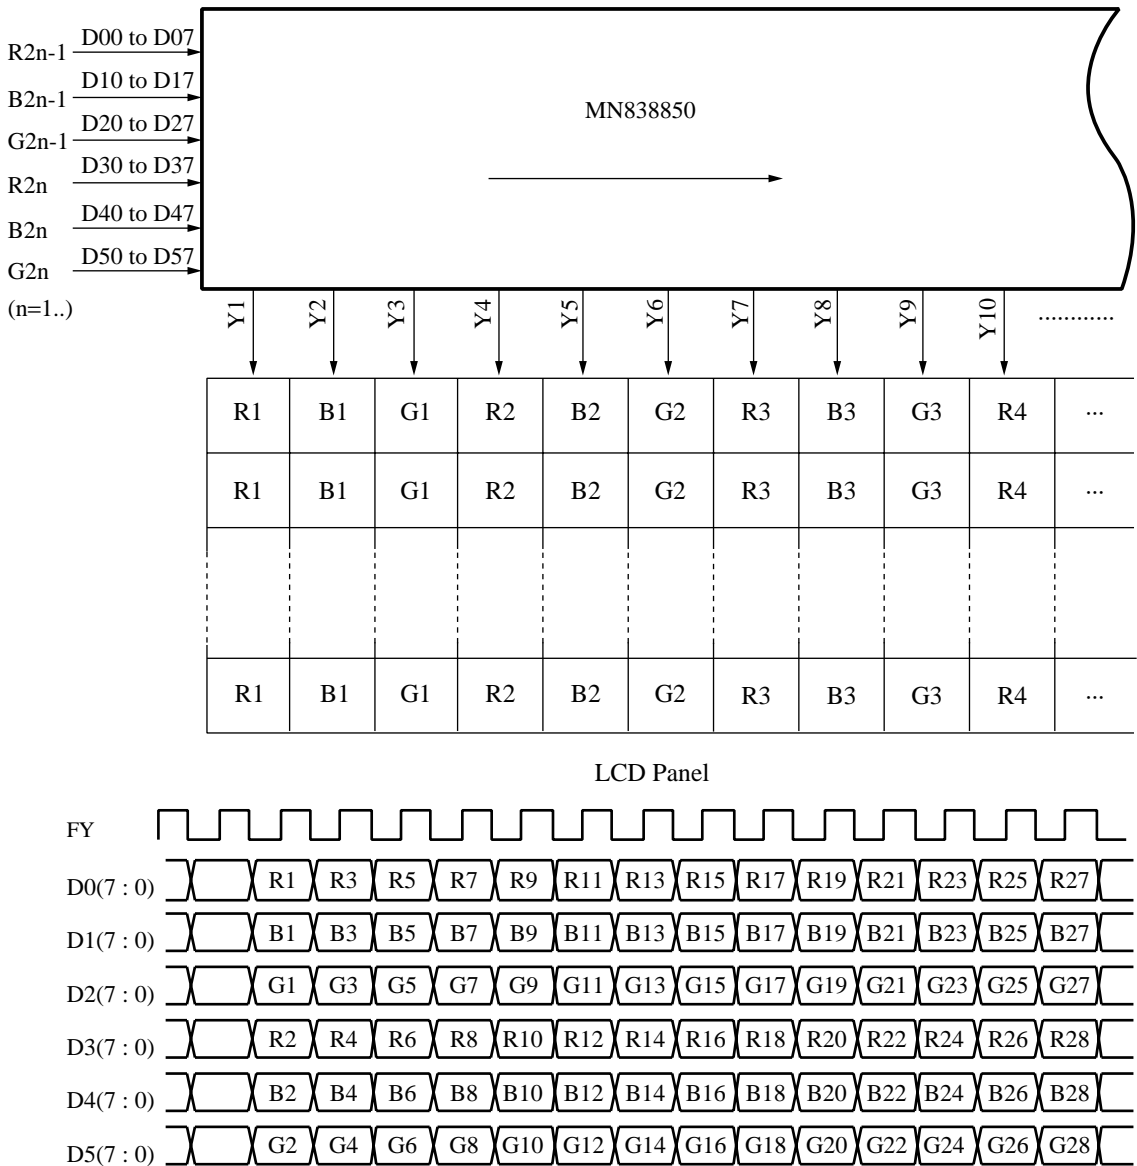 R2n-1 D00 to D07
B2n-1 D10 to D17
G2n-1 D20 to D27
R2n D30 to D37
B2n D40 to D47
G2n D50 to D57
(n=1..)
MN838850
Y1 Y2 Y3 Y4 Y5 Y6 Y7 Y8 Y9 Y10 ............
R1 B1 G1 R2 B2 G2 R3 B3 G3 R4 ...
R1 B1 G1 R2 B2 G2 R3 B3 G3 R4 ...
R1 B1 G1 R2 B2 G2 R3 B3 G3 R4 ...
LCD Panel
FY
D0(7 : 0) R1 R3 R5 R7 R9 R11 R13 R15 R17 R19 R21 R23 R25 R27
D1(7 : 0) B1 B3 B5 B7 B9 B11 B13 B15 B17 B19 B21 B23 B25 B27
D2(7 : 0) G1 G3 G5 G7 G9 G11 G13 G15 G17 G19 G21 G23 G25 G27
D3(7 : 0) R2 R4 R6 R8 R10 R12 R14 R16 R18 R20 R22 R24 R26 R28
D4(7 : 0) B2 B4 B6 B8 B10 B12 B14 B16 B18 B20 B22 B24 B26 B28
D5(7 : 0) G2 G4 G6 G8 G10 G12 G14 G16 G18 G20 G22 G24 G26 G28